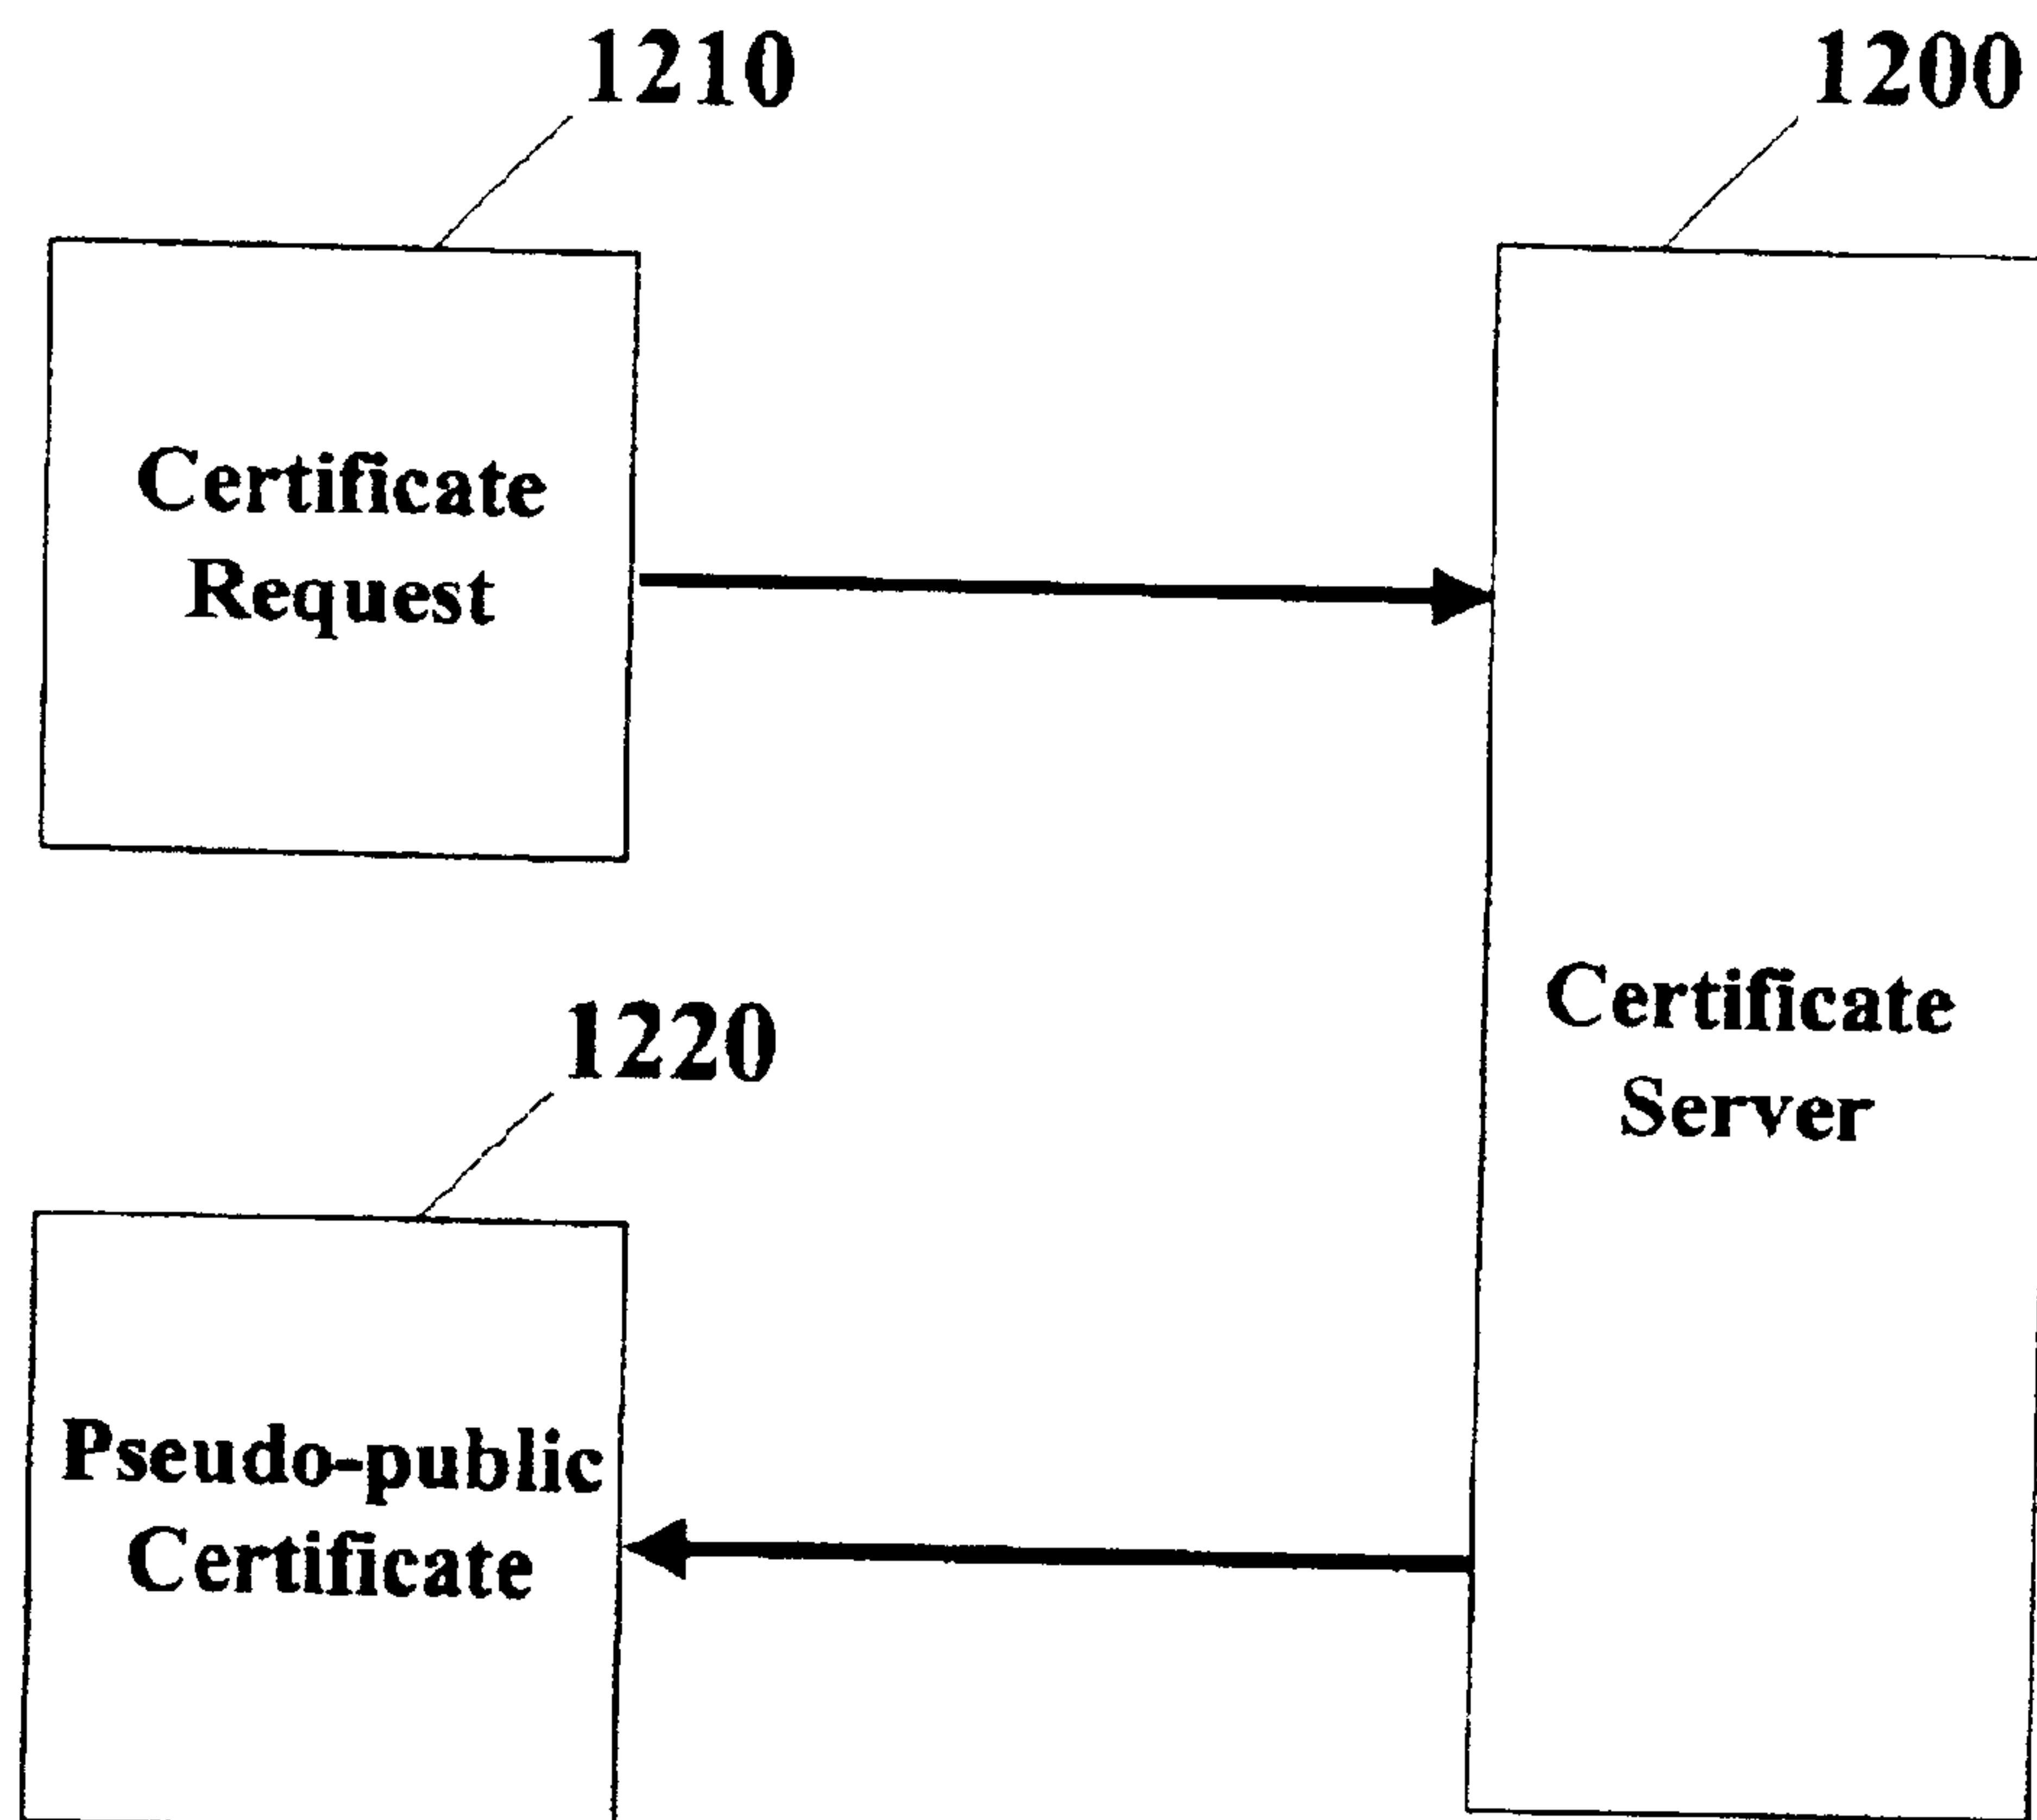 1210
1200
Certificate
Request
Certificate
Server
1220
Pseudo-public
Certificate